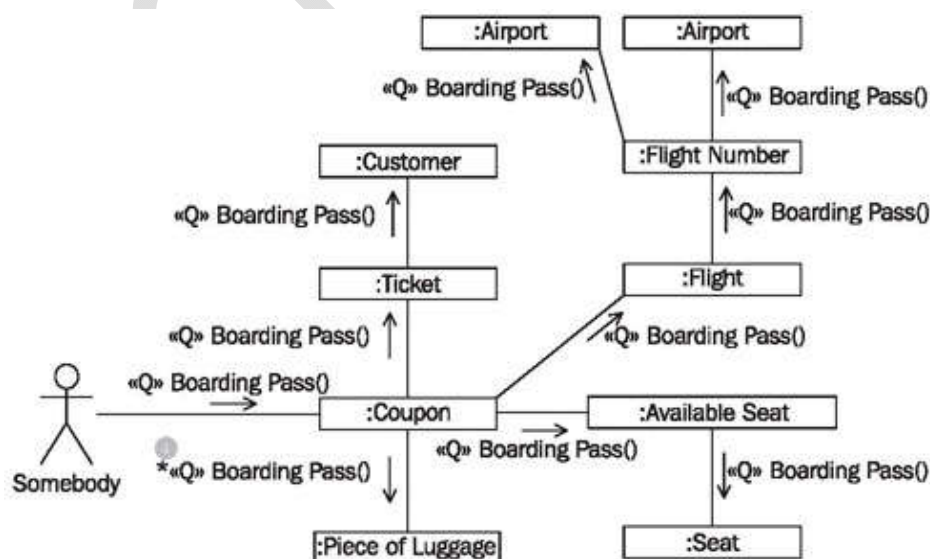 :Airport
:Airport
«Q» Boarding Pass()
«Q» Boarding Pass()
:Flight Number
:Customer
«Q» Boarding Pass()
«Q» Boarding Pass()
:Ticket
:Flight
«Q» Boarding Pass()
«Q» Boarding Pass()
«Q» Boarding Pass()
:Coupon
:Available Seat
«Q» Boarding Pass()
*«Q» Boarding Pass()
«Q» Boarding Pass()
Somebody
:Piece of Luggage
:Seat